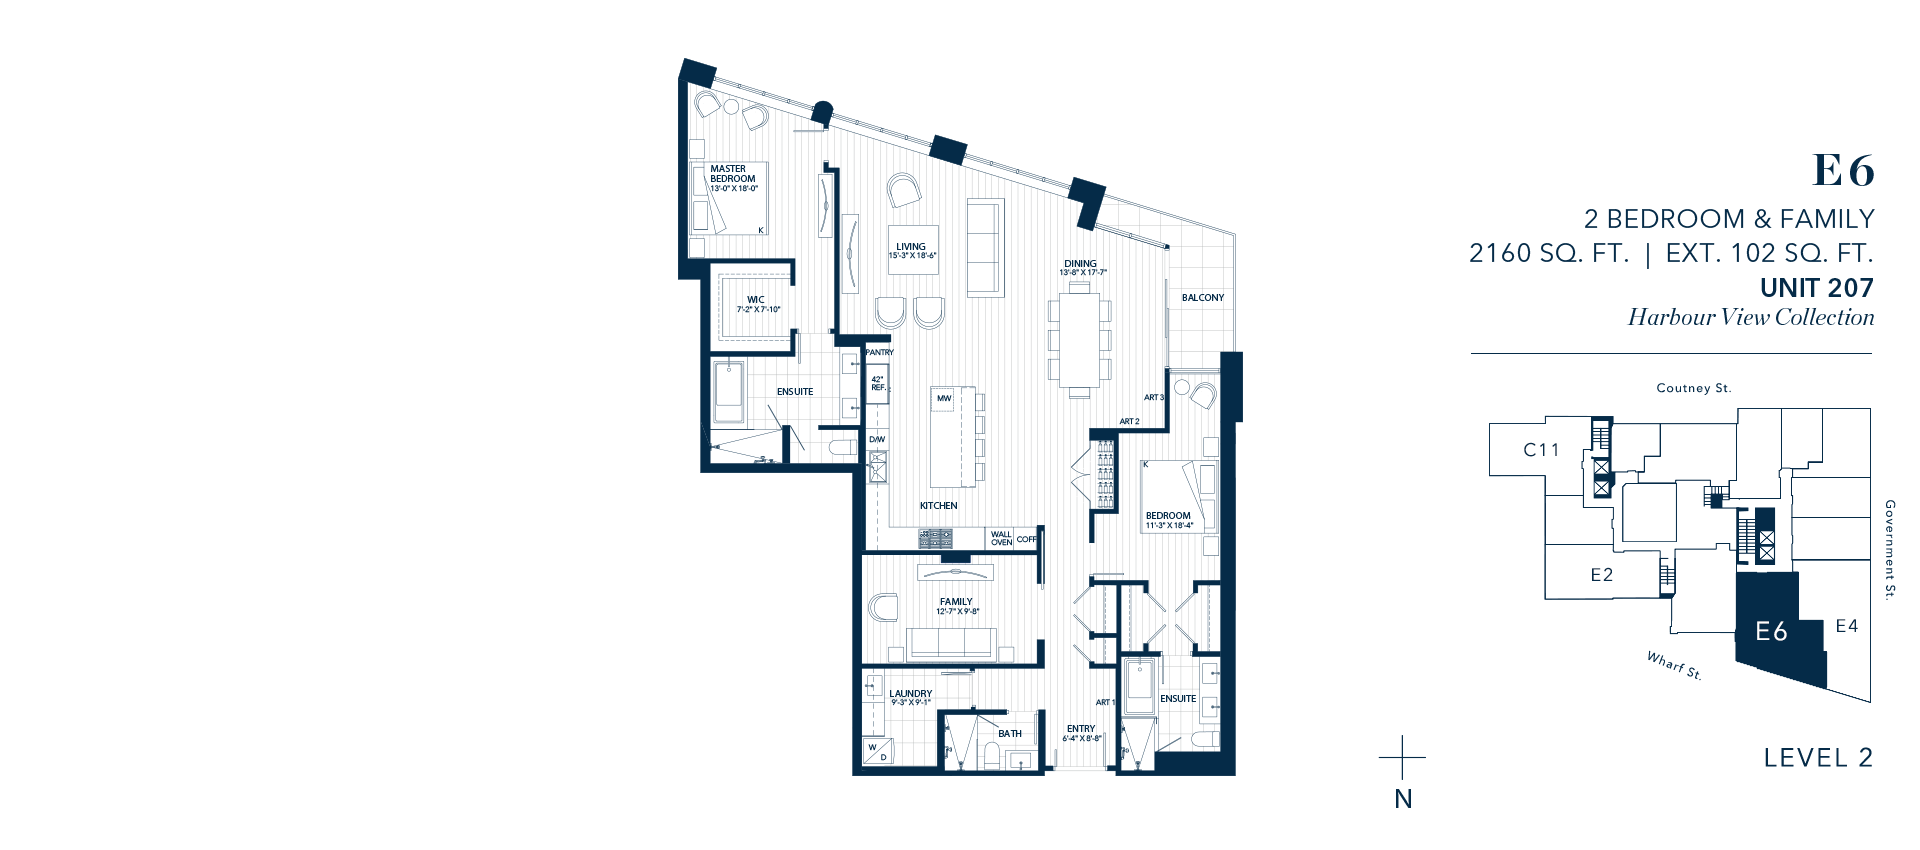 MASTER
BEDROOM
13'-0" X 18'-0"
K
LIVING
15'-3" X 18'-6"
DINING
13'-8" X 17'-7"
BALCONY
WIC
7'-2" X 7'-10"
PANTRY
42"
REF.
ENSUITE
MW
ART 3
ART 2
D/W
K
KITCHEN
BEDROOM
11'-3" X 18'-4"
WALL
OVEN
COFF
FAMILY
12'-7" X 9'-8"
LAUNDRY
9'-3" X 9'-1"
ART 1
ENSUITE
W
D
BATH
ENTRY
6'-4" X 8'-8"
E6
2 BEDROOM & FAMILY
2160 SQ. FT. | EXT. 102 SQ. FT.
UNIT 207
Harbour View Collection
Coutney St.
C11
Government St.
E2
E6
E4
Wharf St.
LEVEL 2
N